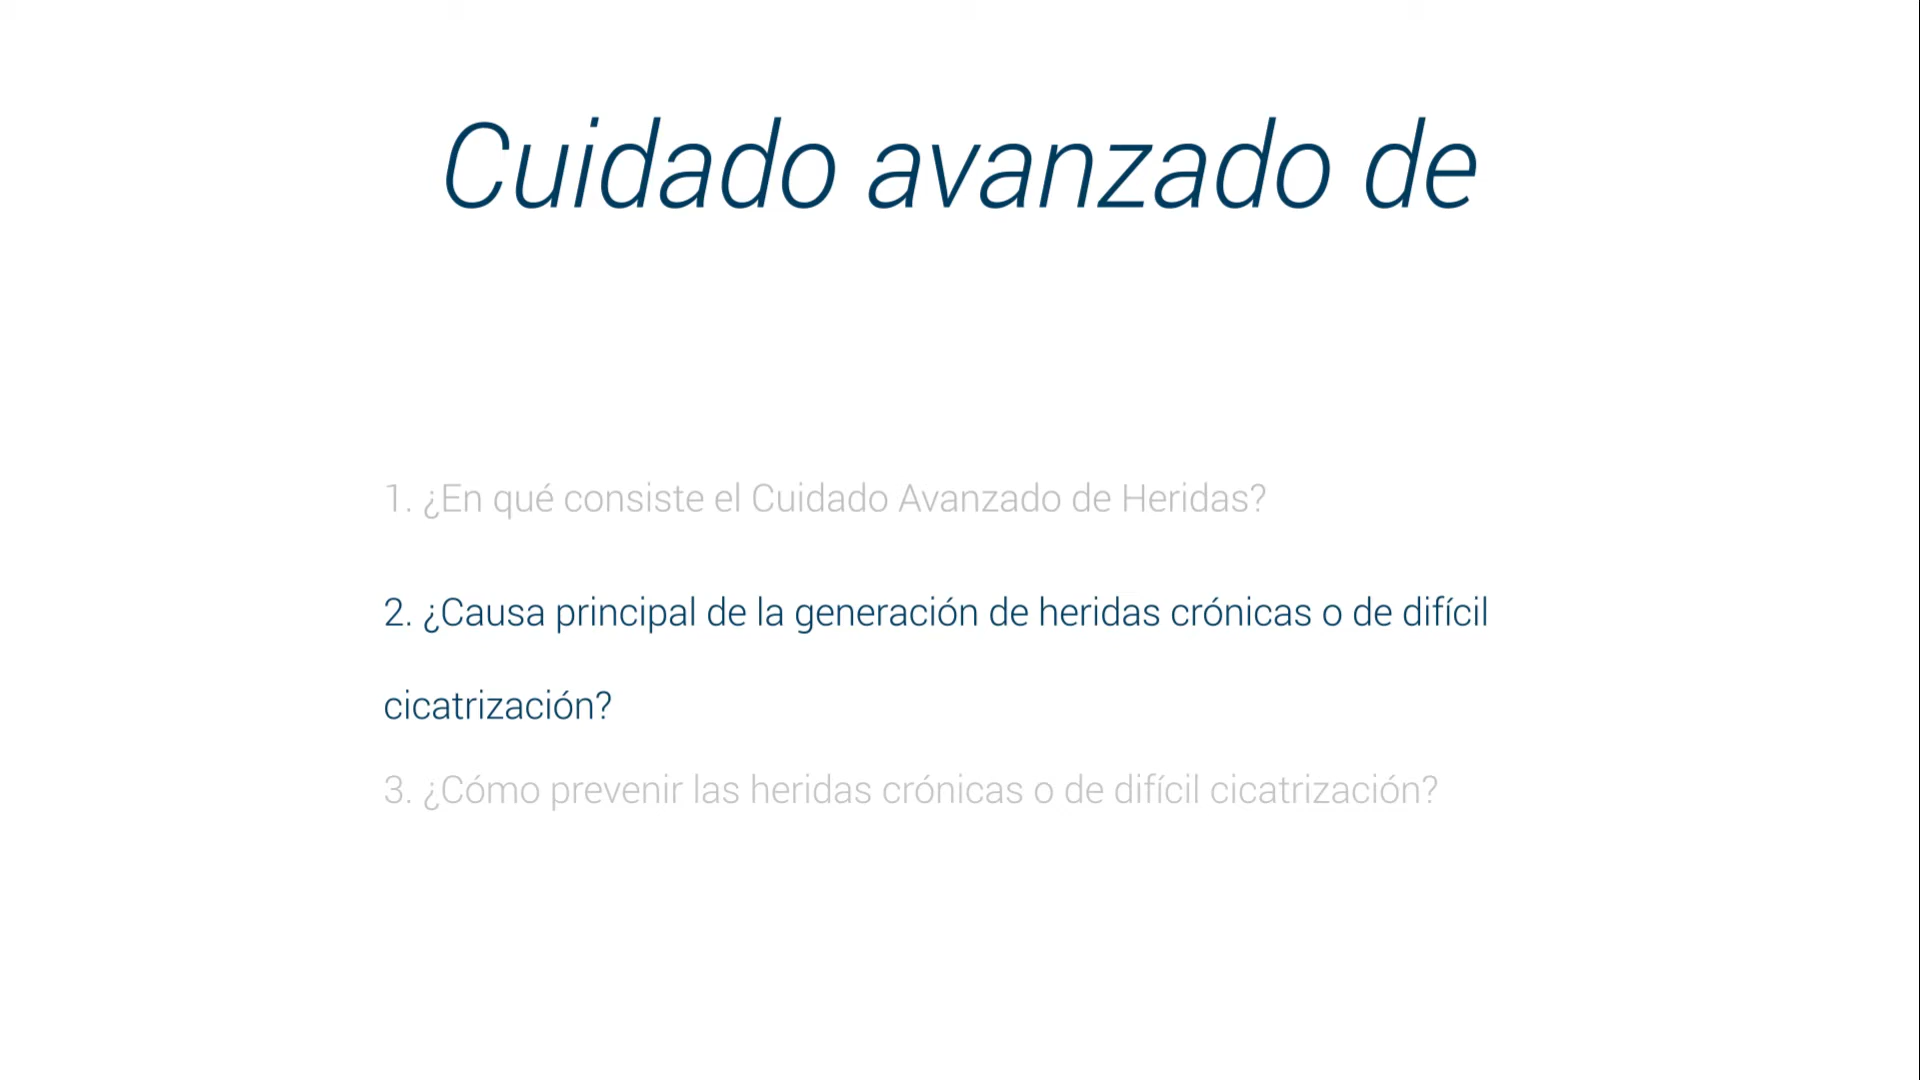 Cuidado avanzado de
1. ¿En qué consiste el Cuidado Avanzado de Heridas?
2. ¿Causa principal de la generación de heridas crónicas o de difícil
cicatrización?
3. ¿Cómo prevenir las heridas crónicas o de difícil cicatrización?